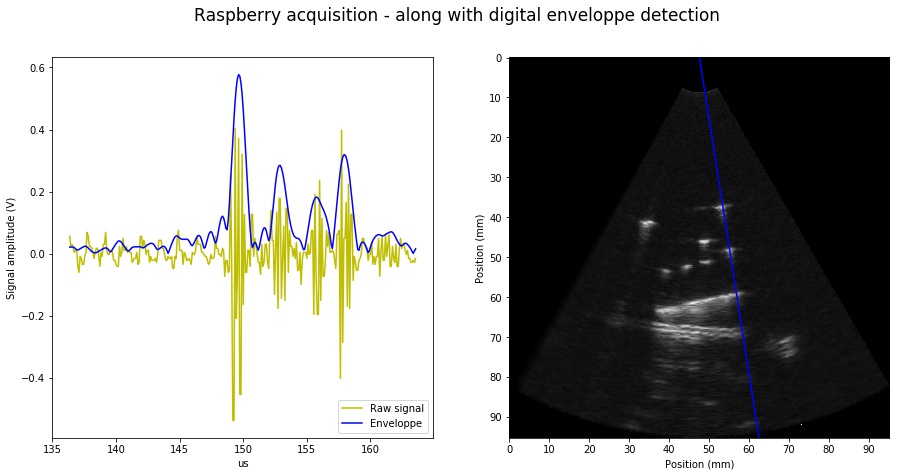 Raspberry acquisition - along with digital enveloppe detection
0.6
0.4
0.2
0.0
−0.2
−0.4
Signal amplitude (V)
135 140 145 150 155 160
us
Raw signal
Enveloppe
0
10
20
30
40
50
60
70
80
90
Position (mm)
0 10 20 30 40 50 60 70 80 90
Position (mm)